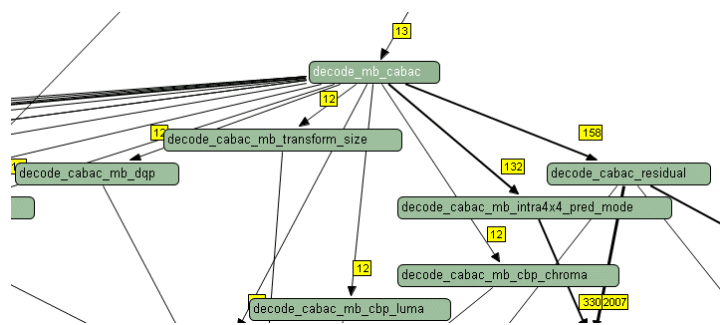 13
decode_mb_cabac
12
12
decode_cabac_mb_transform_size
158
decode_cabac_mb_dqp
132
decode_cabac_residual
decode_cabac_mb_intra4x4_pred_mode
12
12
decode_cabac_mb_cbp_chroma
decode_cabac_mb_cbp_luma
330
2007